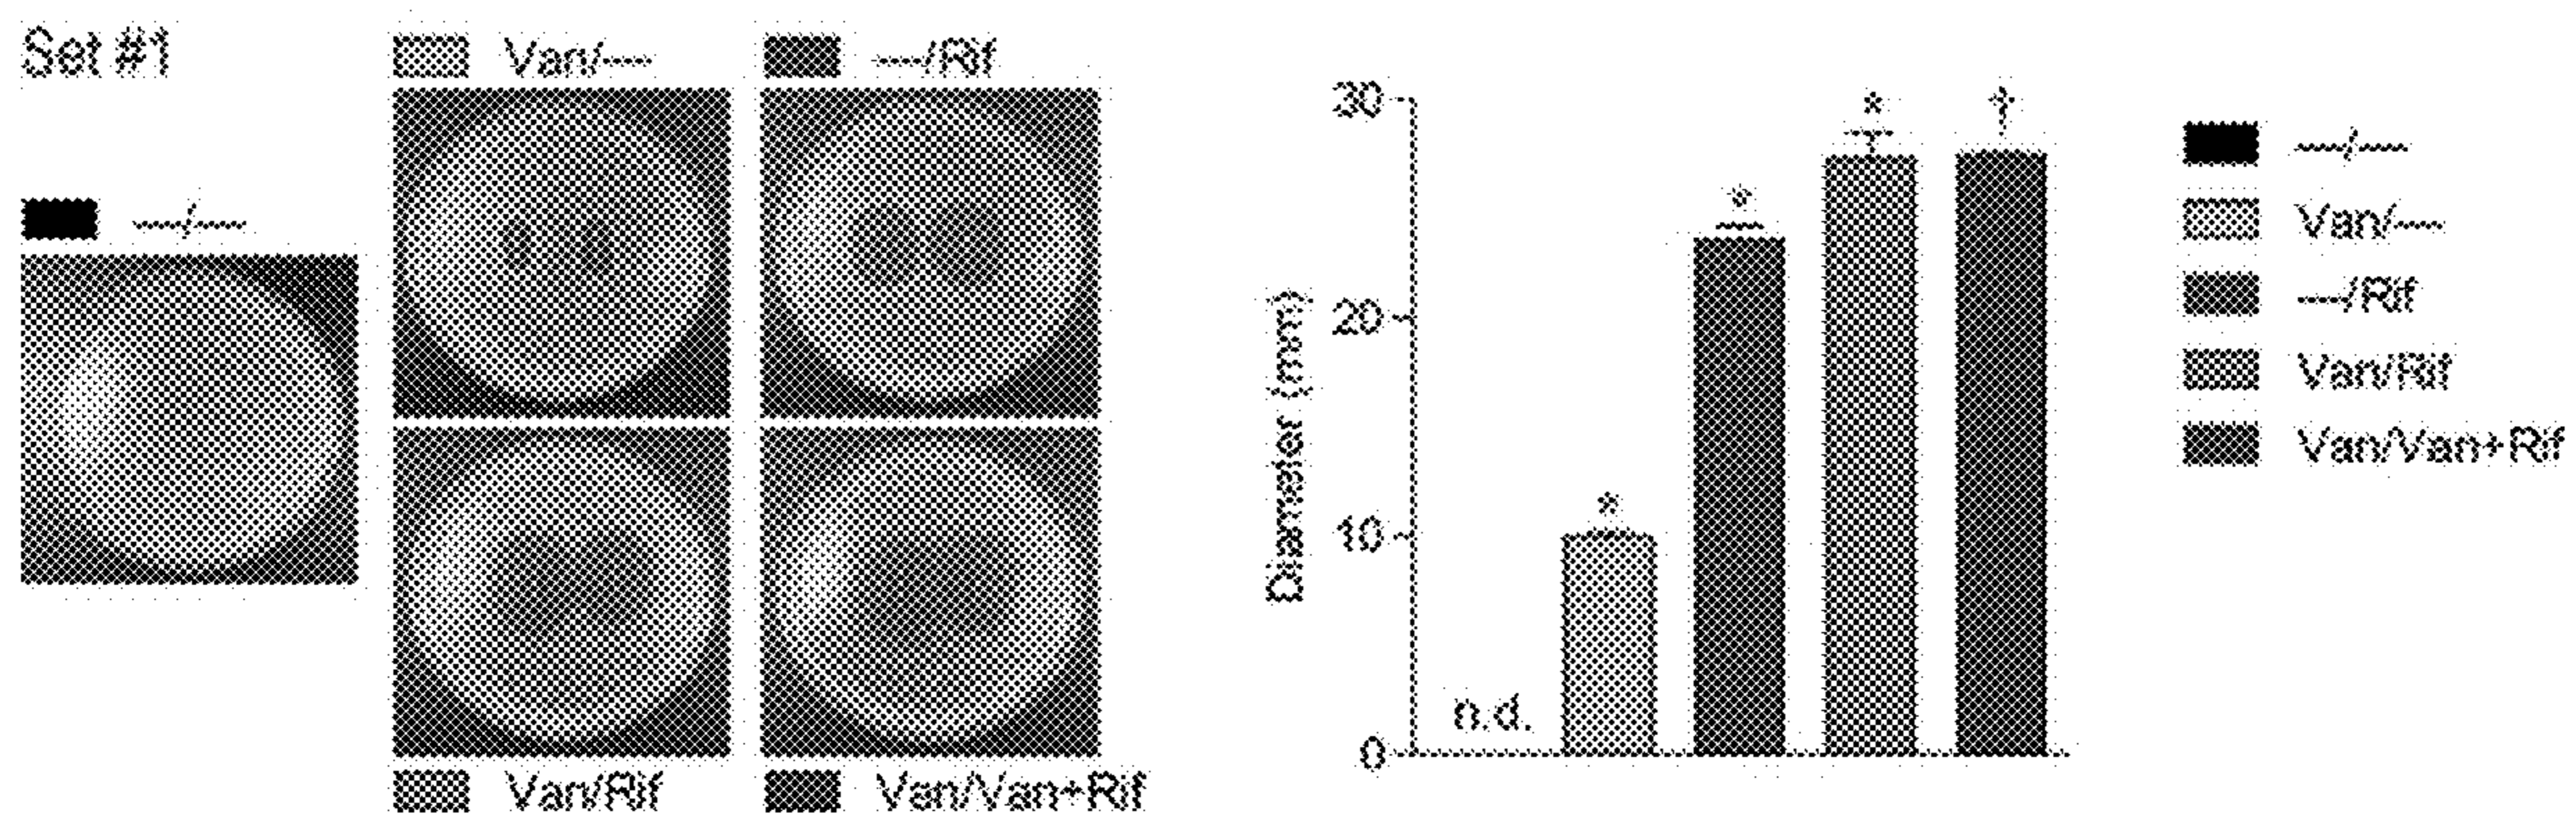 Set #1
Van/—
—/Rif
—/—
Van/Rif
Van/Van+Rif
Diameter (mm)
30
20
10
0
n.d.
*
*
*
†
—/—
Van/—
—/Rif
Van/Rif
Van/Van+Rif